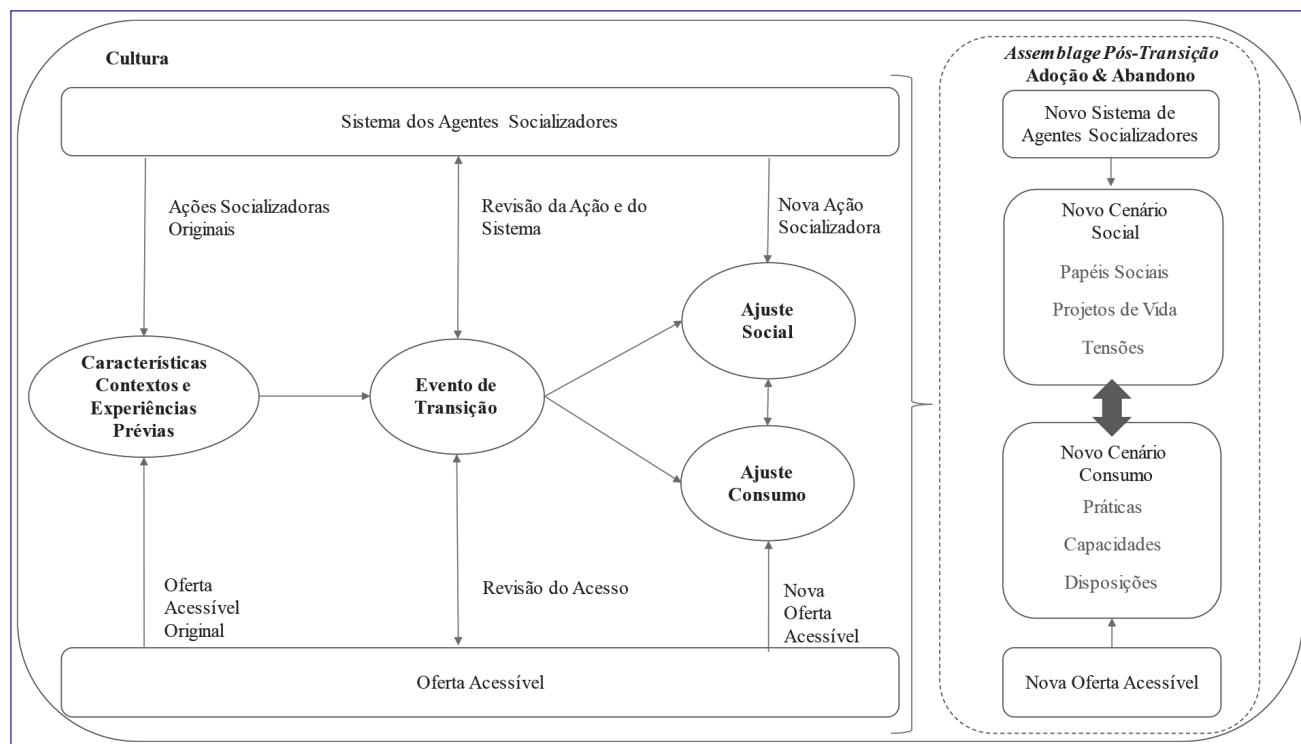 Cultura
Sistema dos Agentes Socializadores
Ações Socializadoras
Originais
Revisão da Ação e do
Sistema
Nova Ação
Socializadora
Ajuste
Social
Características
Contextos e
Experiências
Prévias
Evento de
Transição
Ajuste
Consumo
Oferta
Acessível
Original
Revisão do Acesso
Nova
Oferta
Acessível
Oferta Acessível
Assemblage Pós-Transição
Adoção & Abandono
Novo Sistema de
Agentes Socializadores
Novo Cenário
Social
Papéis Sociais
Projetos de Vida
Tensões
Novo Cenário
Consumo
Práticas
Capacidades
Disposições
Nova Oferta Acessível